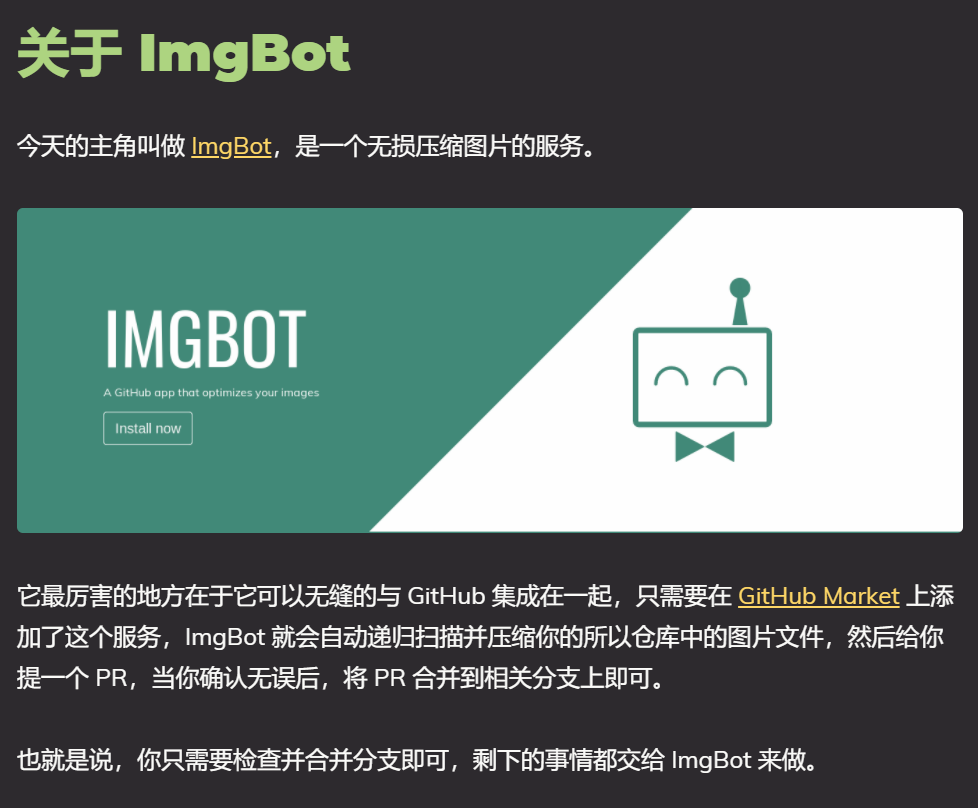 关于 ImgBot
今天的主角叫做 ImgBot，是一个无损压缩图片的服务。
IMGBOT
A GitHub app that optimizes your images
Install now
它最厉害的地方在于它可以无缝的与 GitHub 集成在一起，只需要在 GitHub Market 上添
加了这个服务，ImgBot 就会自动递归扫描并压缩你的所以仓库中的图片文件，然后给你
提一个 PR，当你确认无误后，将 PR 合并到相关分支上即可。
也就是说，你只需要检查并合并分支即可，剩下的事情都交给 ImgBot 来做。